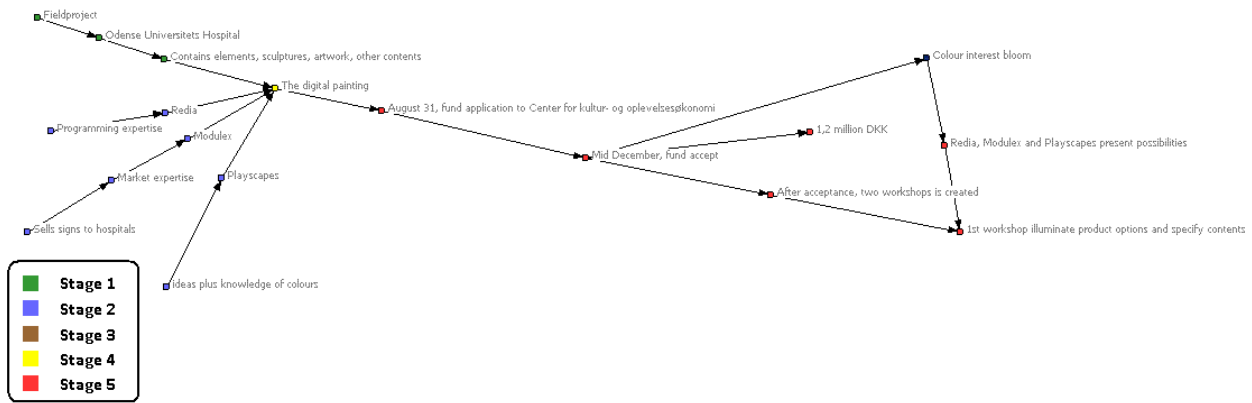 Fieldproject
Odense Universitets Hospital
Contains elements, sculptures, artwork, other contents
Colour interest bloom
The digital painting
August 31, fund application to Center for kultur- og oplevelsesøkonomi
Redia
Programming expertise
1,2 million DKK
Modulex
Redia, Modulex and Playscapes present possibilities
Mid December, fund accept
Market expertise
Playscapes
After acceptance, two workshops is created
Sells signs to hospitals
1st workshop illuminate product options and specify contents
ideas plus knowledge of colours
Stage 1
Stage 2
Stage 3
Stage 4
Stage 5